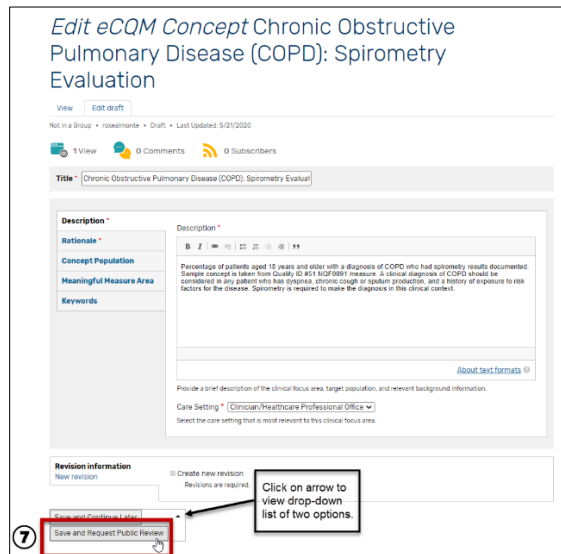 Edit eCQM Concept Chronic Obstructive
Pulmonary Disease (COPD): Spirometry
Evaluation
View Edit draft
Not in a Group • rosealmonte • Draft • Last Updated: 5/21/2020
1 View 0 Comments 0 Subscribers
Title * Chronic Obstructive Pulmonary Disease (COPD): Spirometry Evaluat
Description *
Rationale *
Concept Population
Meaningful Measure Area
Keywords
Description *
B I
Percentage of patients aged 18 years and older with a diagnosis of COPD who had spirometry results documented.
Sample concept is taken from Quality ID #51 NQF0091 measure. A clinical diagnosis of COPD should be
considered in any patient who has dyspnea, chronic cough or sputum production, and a history of exposure to risk
factors for the disease. Spirometry is required to make the diagnosis in this clinical context.
About text formats
Provide a brief description of the clinical focus area, target population, and relevant background information.
Care Setting * Clinician/Healthcare Professional Office
Select the care setting that is most relevant to this clinical focus area
Revision information
New revision
Create new revision
Revisions are required.
Click on arrow to
view drop-down
list of two options.
Save and Continue Later
7 Save and Request Public Review